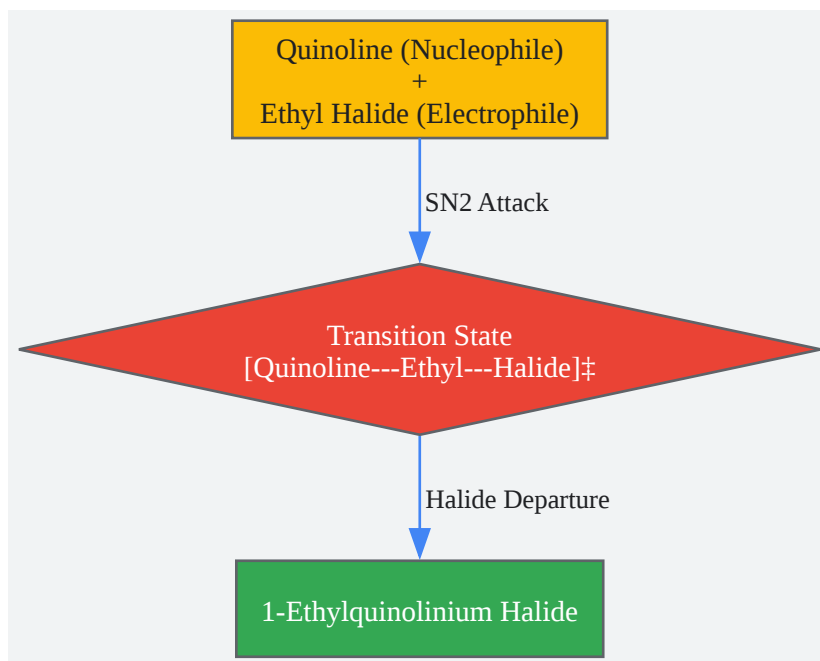 Quinoline (Nucleophile)
+
Ethyl Halide (Electrophile)
SN2 Attack
Transition State
[Quinoline---Ethyl---Halide]‡
Halide Departure
1-Ethylquinolinium Halide